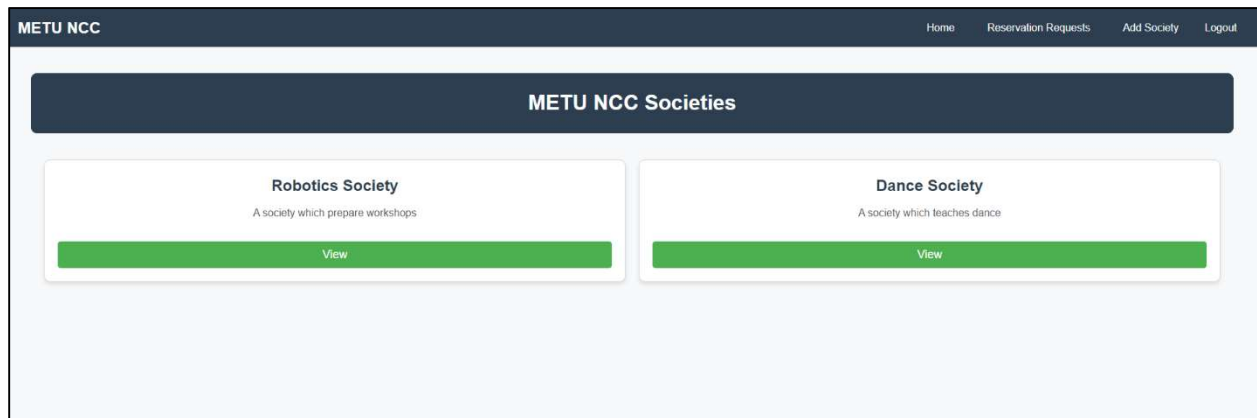 METU NCC
Home Reservation Requests Add Society Logout
METU NCC Societies
Robotics Society
A society which prepare workshops
View
Dance Society
A society which teaches dance
View